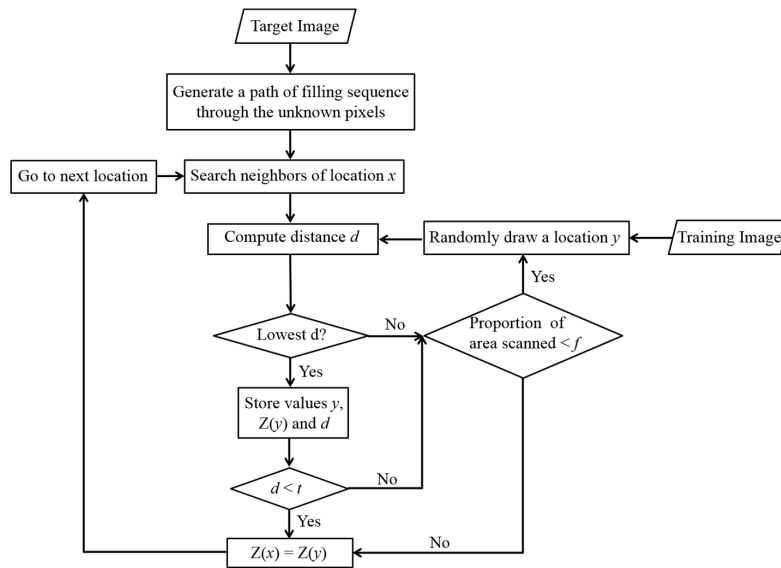 Target Image
Generate a path of filling sequence
through the unknown pixels
Go to next location
Search neighbors of location x
Compute distance d
Randomly draw a location y
Training Image
Yes
Lowest d?
No
Proportion of
area scanned < f
Yes
Store values y,
Z(y) and d
d < t
No
Yes
Z(x) = Z(y)
No